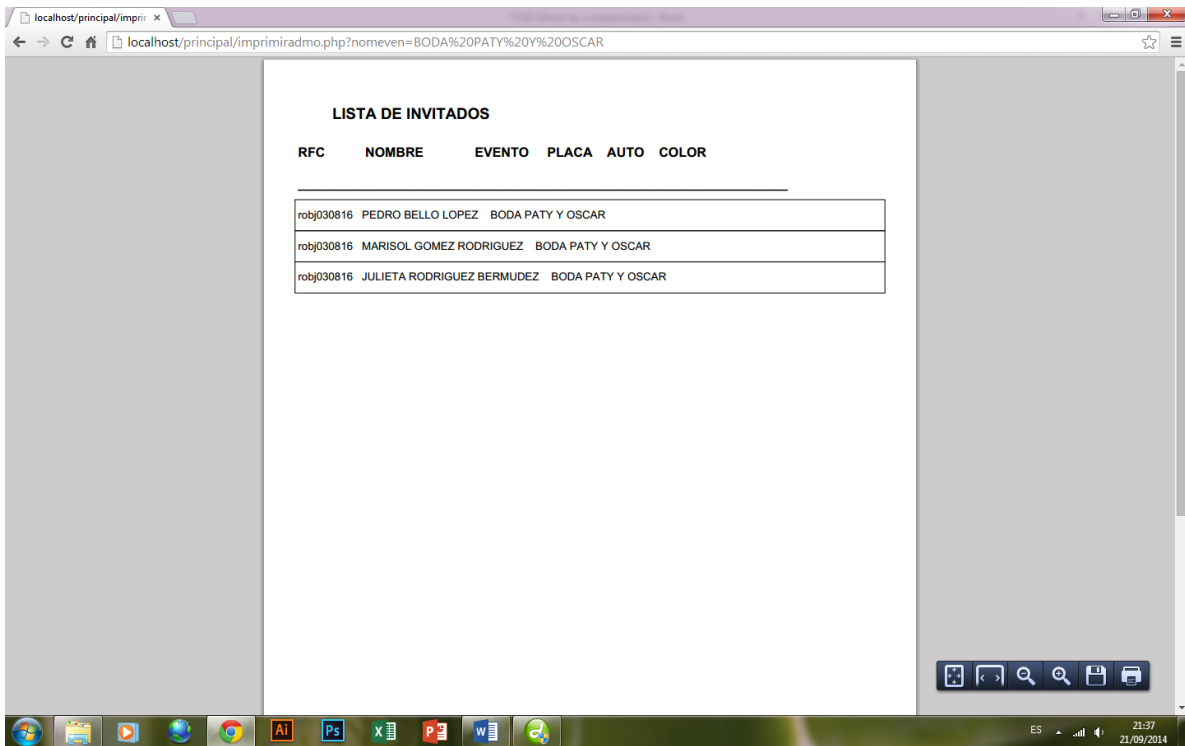 localhost/principal/imprir
localhost/principal/imprimiradmo.php?nomeven=BODA%20PATY%20Y%20OSCAR
LISTA DE INVITADOS
RFC NOMBRE EVENTO PLACA AUTO COLOR
robj030816 PEDRO BELLO LOPEZ BODA PATY Y OSCAR
robj030816 MARISOL GOMEZ RODRIGUEZ BODA PATY Y OSCAR
robj030816 JULIETA RODRIGUEZ BERMUDEZ BODA PATY Y OSCAR
Ai Ps X P W ES 21:37
21/09/2014